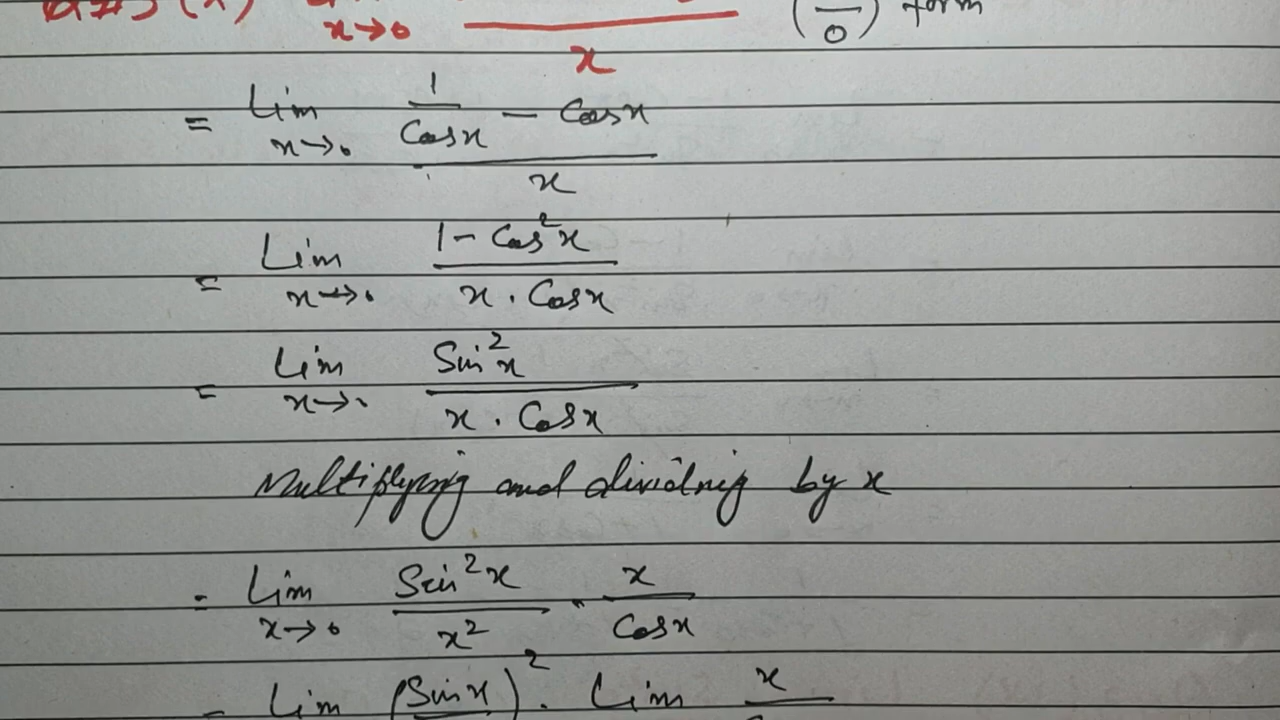 x→0 x (—/0) form
= Lim x→0 (1/Cosx − Cosx)/x
= Lim x→0 (1 − Cos²x)/(x . Cosx)
= Lim x→0 Sin²x/(x . Cosx)
Multiplying and dividing by x
= Lim x→0 Sin²x/x² . x/Cosx
= Lim (Sinx)² . Lim x